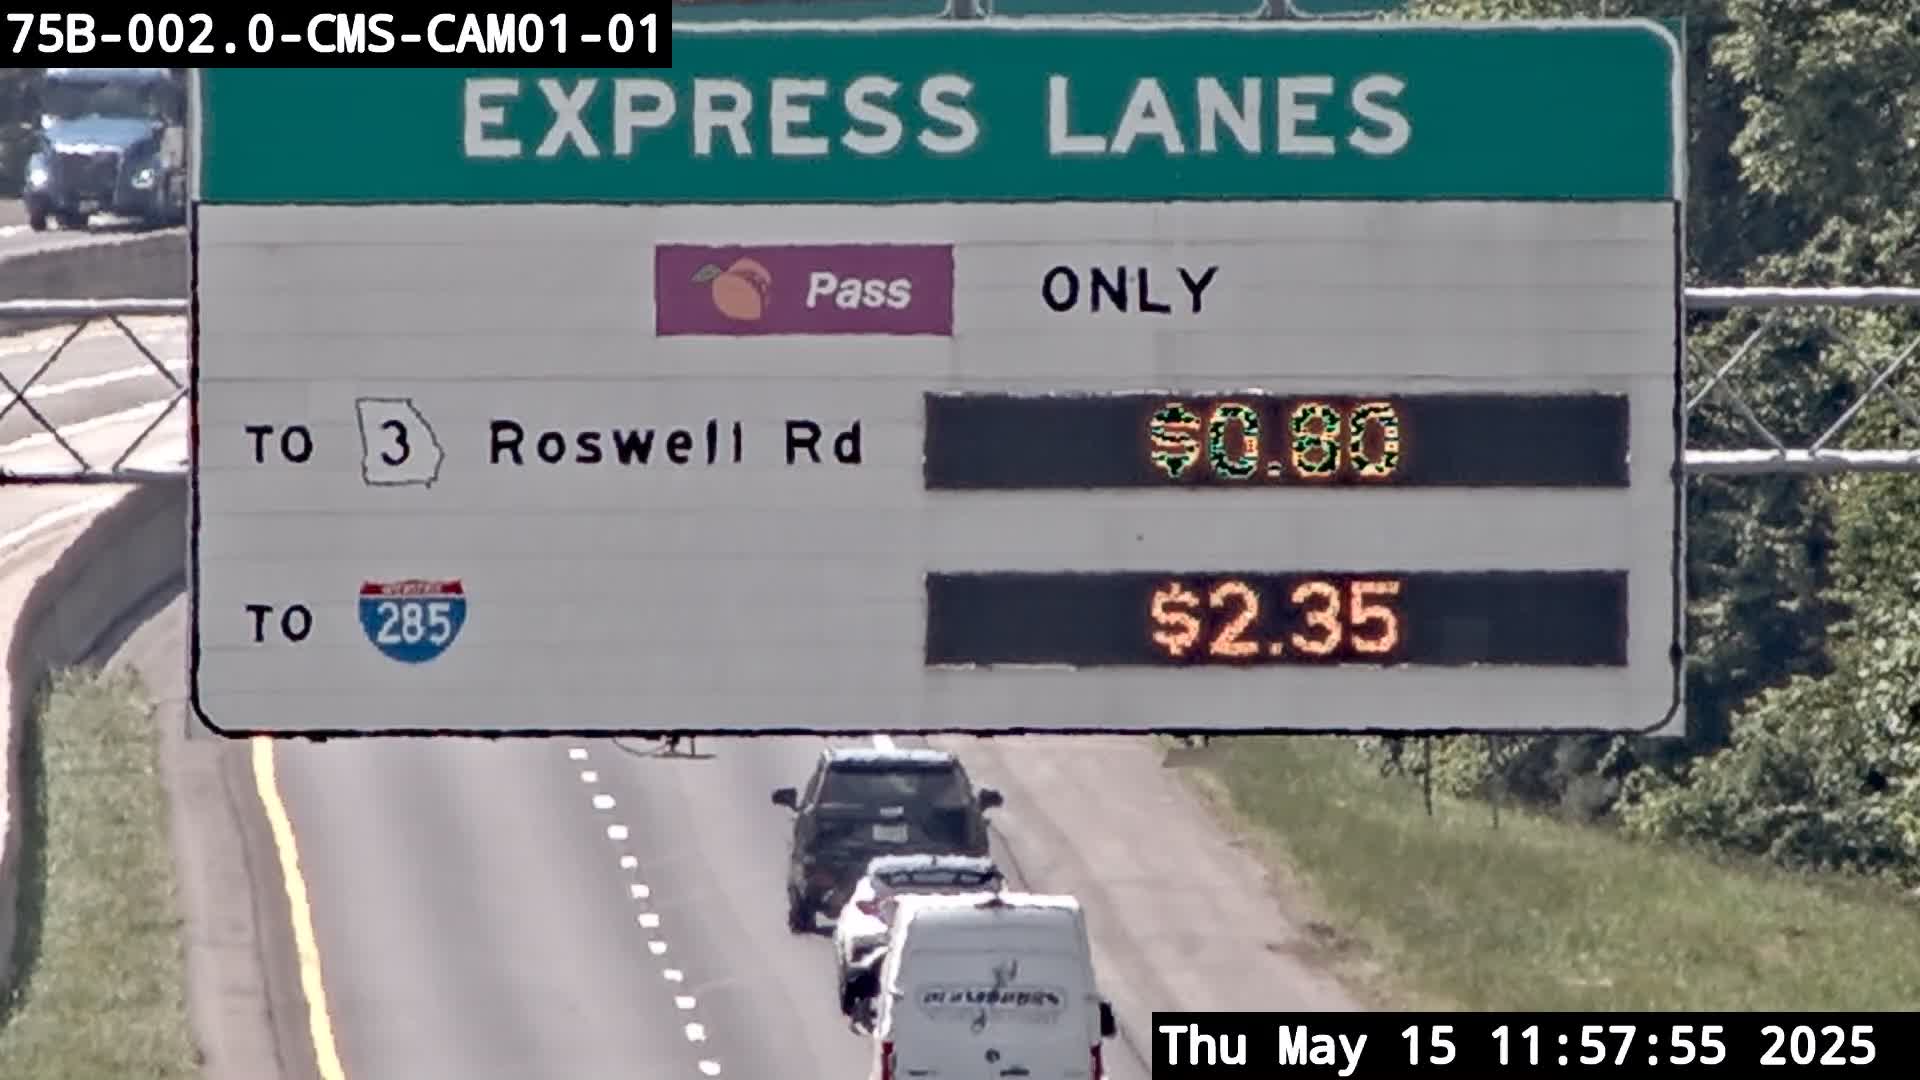 75B-002.0-CMS-CAM01-01
EXPRESS LANES
Pass ONLY
TO 3 Roswell Rd $0.80
TO INTERSTATE 285 $2.35
Thu May 15 11:57:55 2025